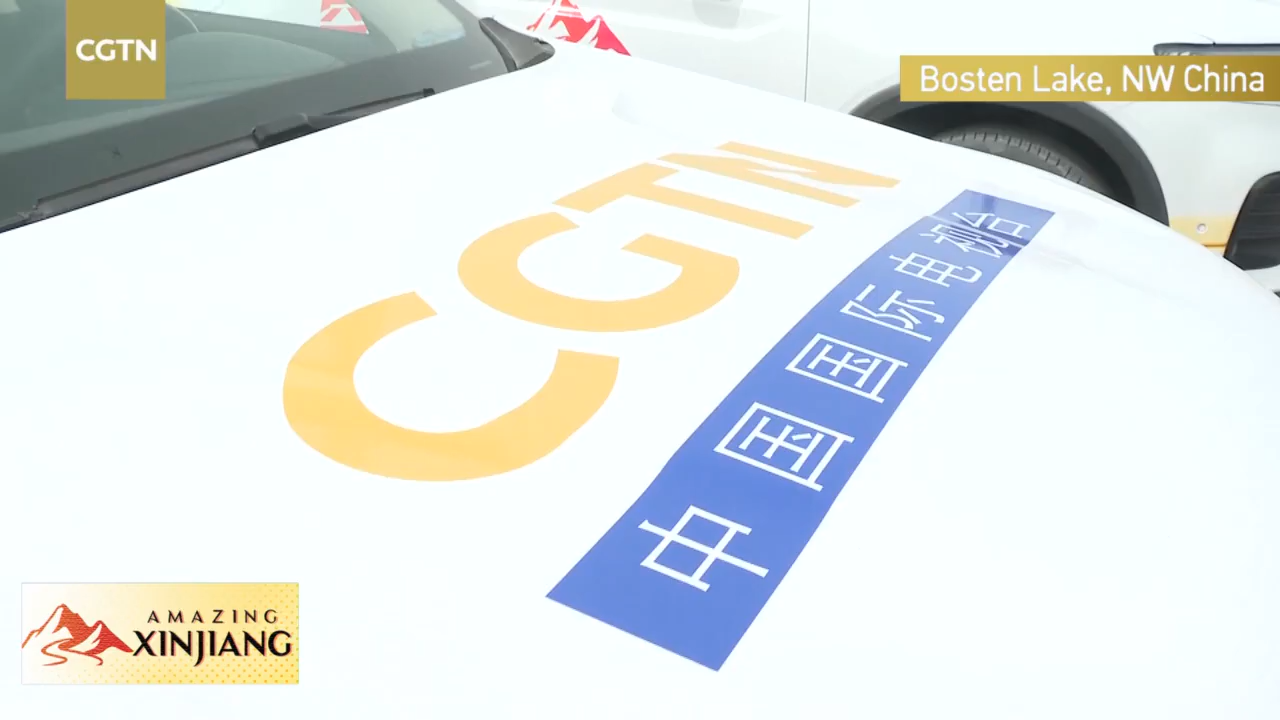 CGTN
Bosten Lake, NW China
CGTN
中国国际电视台
AMAZING
XINJIANG